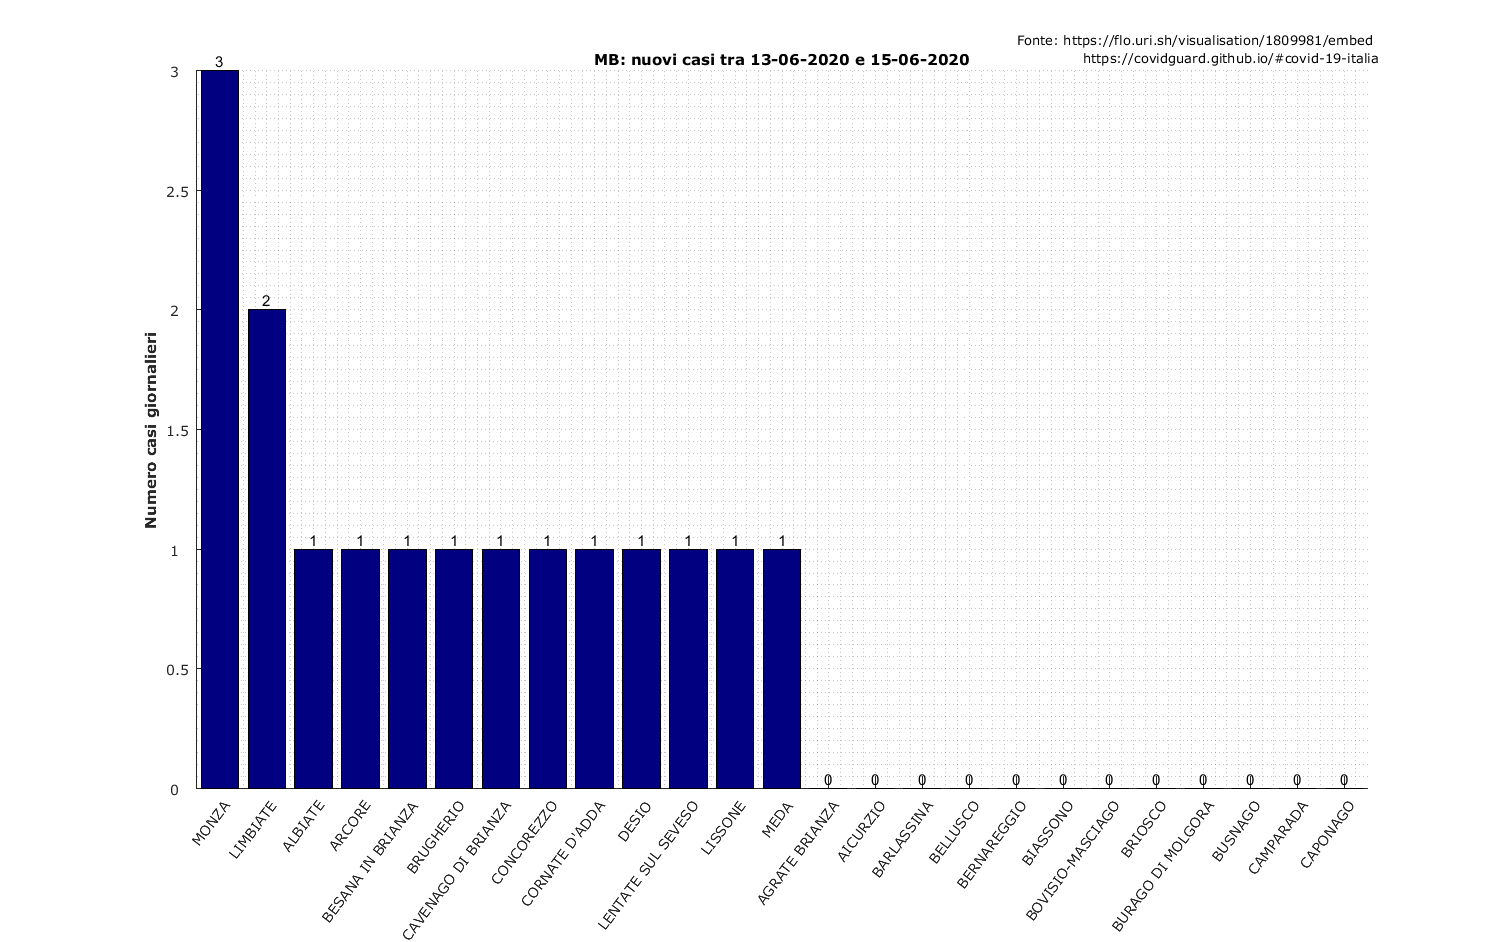 Fonte: https://flo.uri.sh/visualisation/1809981/embed
https://covidguard.github.io/#covid-19-italia
MB: nuovi casi tra 13-06-2020 e 15-06-2020
Numero casi giornalieri
3
2.5
2
1.5
1
0.5
0
3
2
1
1
1
1
1
1
1
1
1
1
1
0
0
0
0
0
0
0
0
0
0
0
0
MONZA
LIMBIATE
ALBIATE
ARCORE
BESANA IN BRIANZA
BRUGHERIO
CAVENAGO DI BRIANZA
CONCOREZZO
CORNATE D'ADDA
DESIO
LENTATE SUL SEVESO
LISSONE
MEDA
AGRATE BRIANZA
AICURZIO
BARLASSINA
BELLUSCO
BERNAREGGIO
BIASSONO
BOVISIO-MASCIAGO
BRIOSCO
BURAGO DI MOLGORA
BUSNAGO
CAMPARADA
CAPONAGO